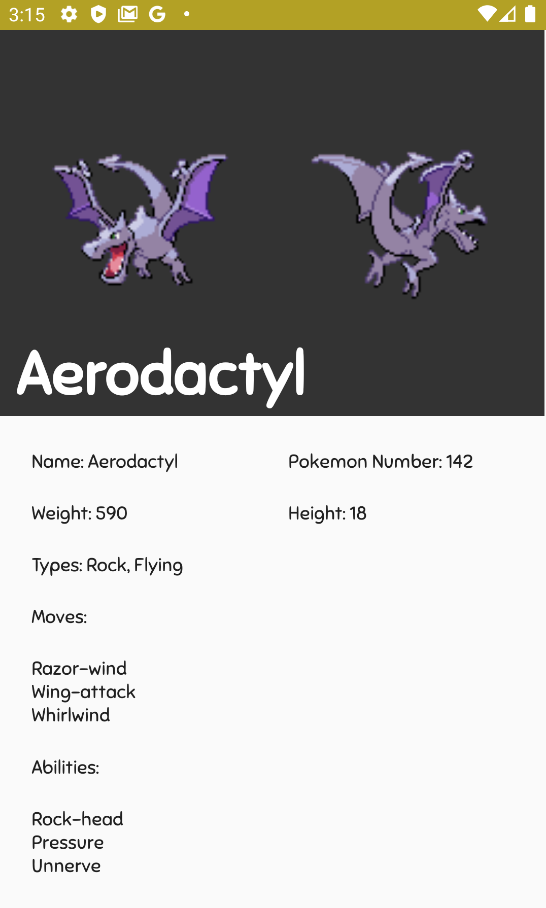 3:15
Aerodactyl
Name: Aerodactyl
Pokemon Number: 142
Weight: 590
Height: 18
Types: Rock, Flying
Moves:
Razor-wind
Wing-attack
Whirlwind
Abilities:
Rock-head
Pressure
Unnerve